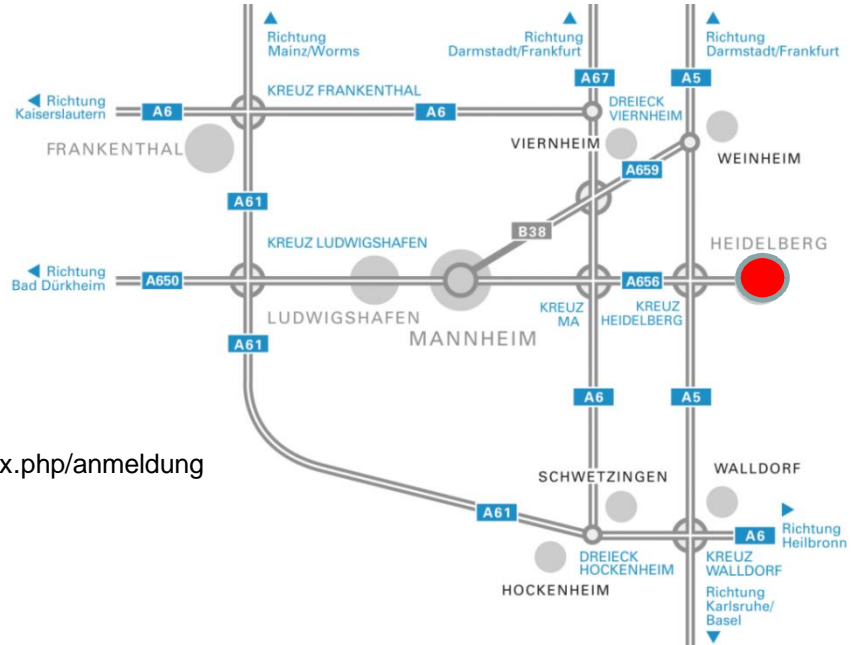 Richtung
Mainz/Worms
Richtung
Darmstadt/Frankfurt
Richtung
Darmstadt/Frankfurt
A67
A5
KREUZ FRANKENTHAL
Richtung
Kaiserslautern
A6
A6
DREIECK
VIERNHEIM
FRANKENTHAL
VIERNHEIM
WEINHEIM
A659
A61
B38
KREUZ LUDWIGSHAFEN
HEIDELBERG
Richtung
Bad Dürkheim
A650
A656
LUDWIGSHAFEN
KREUZ
MA
KREUZ
HEIDELBERG
MANNHEIM
A61
A6
A5
x.php/anmeldung
SCHWETZINGEN
WALLDORF
A61
A6
Richtung
Heilbronn
DREIECK
HOCKENHEIM
KREUZ
WALLDORF
HOCKENHEIM
Richtung
Karlsruhe/
Basel